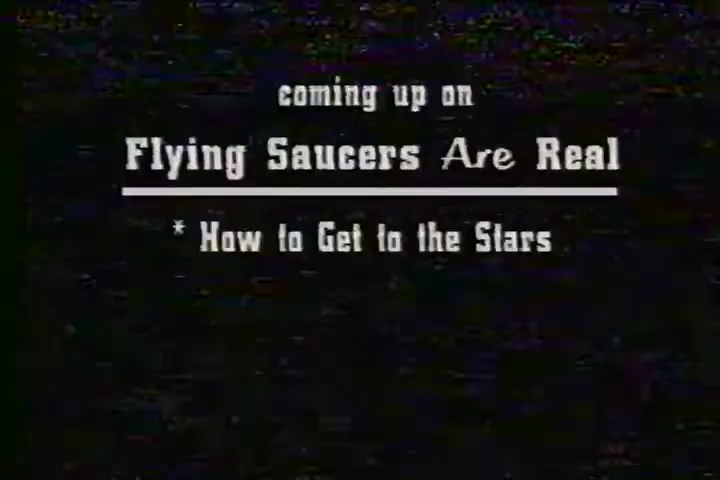 coming up on
Flying Saucers Are Real
* How to Get to the Stars